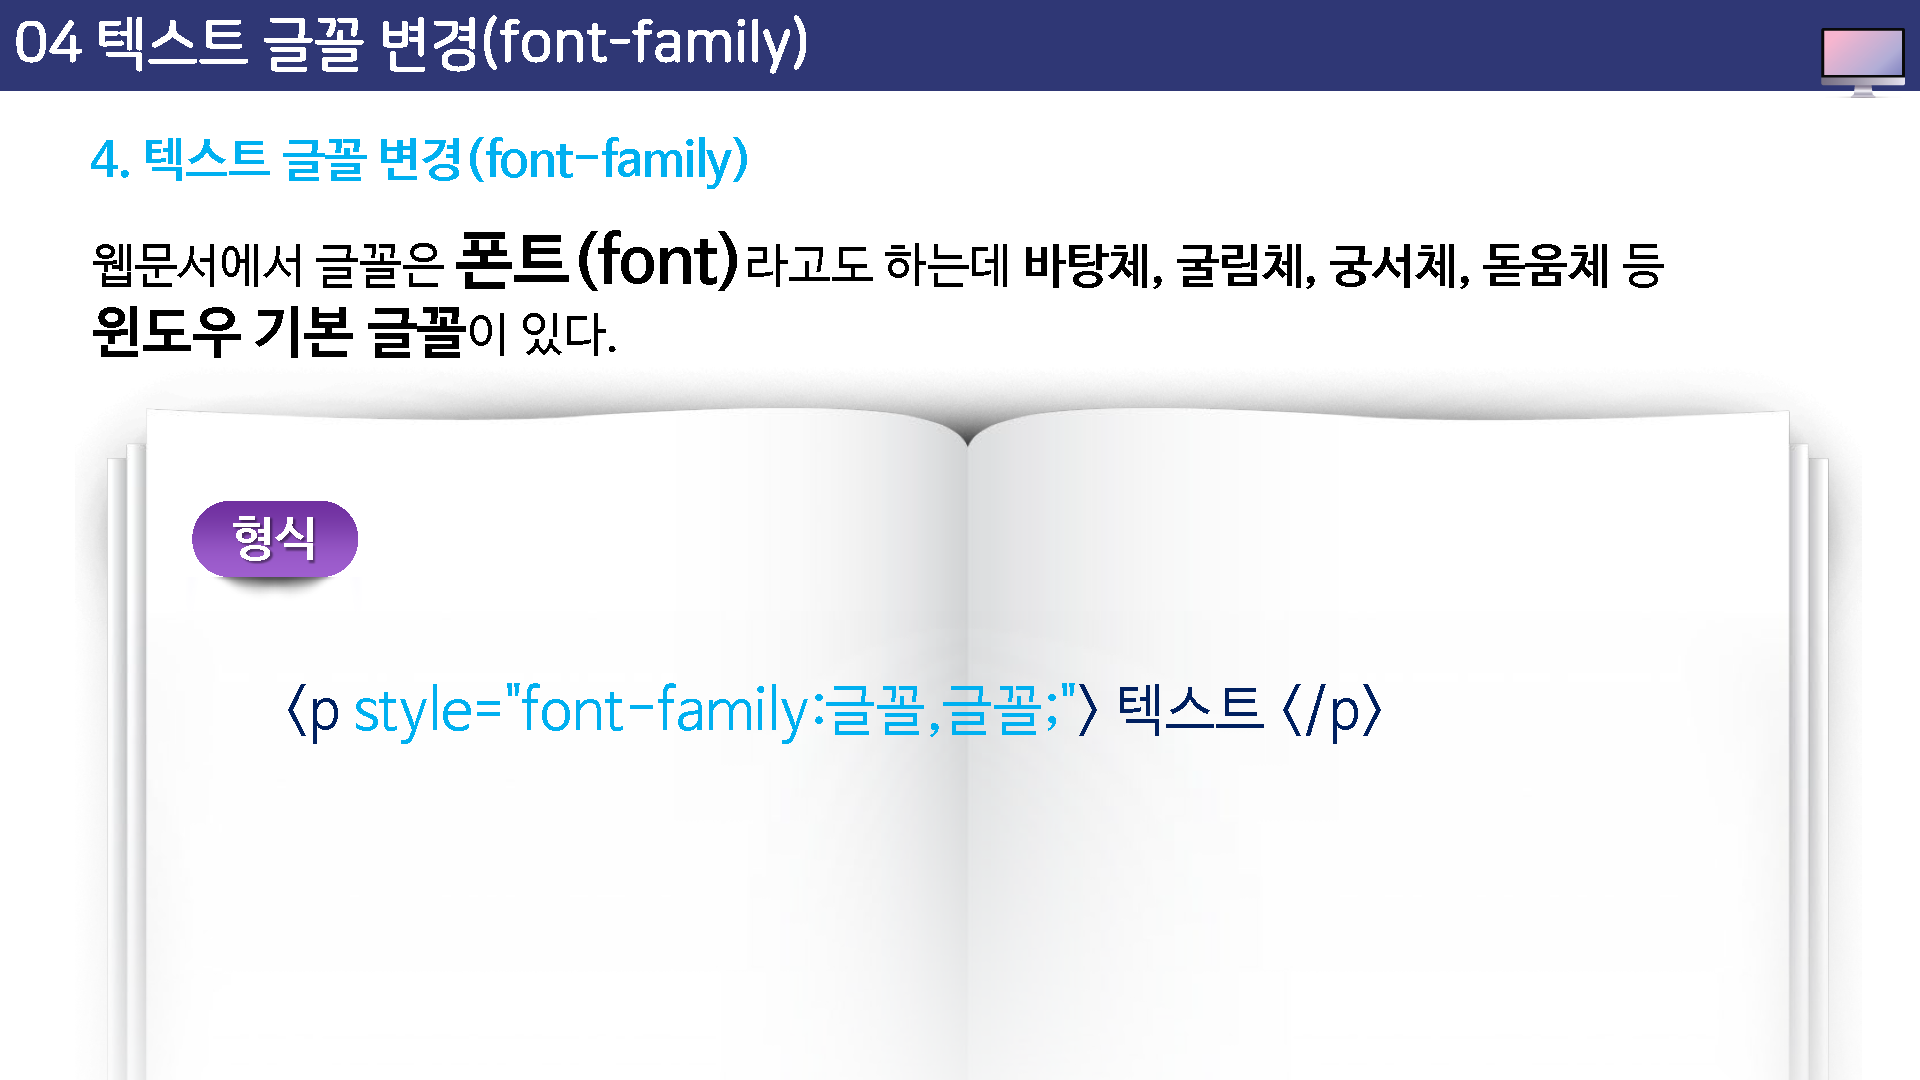 04 텍스트 글꼴 변경(font-family)
4. 텍스트 글꼴 변경(font-family)
웹문서에서 글꼴은 폰트(font)라고도 하는데 바탕체, 굴림체, 궁서체, 돋움체 등
윈도우 기본 글꼴이 있다.
형식
<p style="font-family:글꼴,글꼴;"> 텍스트 </p>